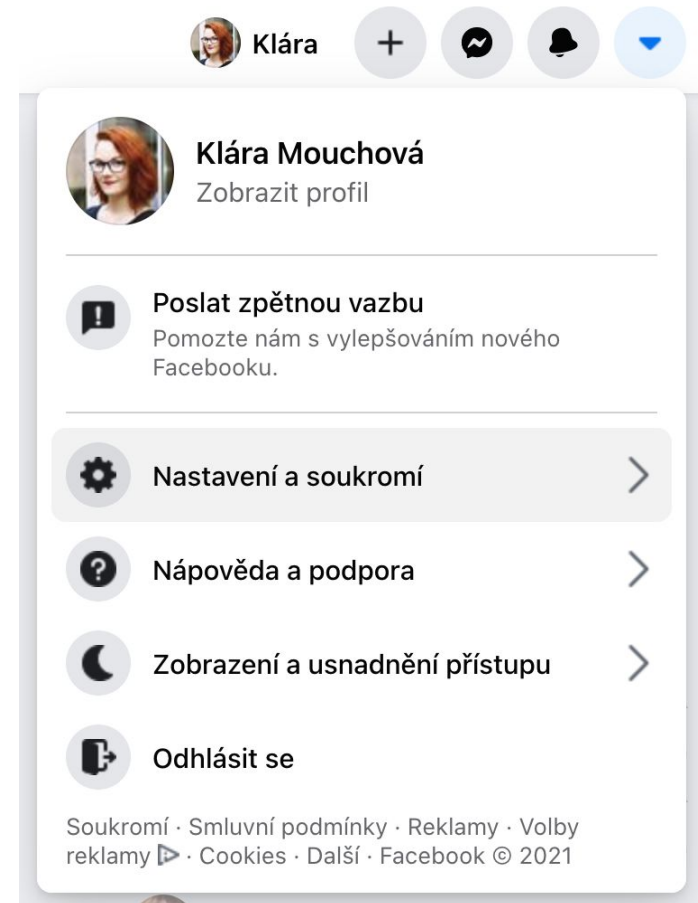 Klára
Klára Mouchová
Zobrazit profil
Poslat zpětnou vazbu
Pomozte nám s vylepšováním nového
Facebooku.
Nastavení a soukromí
Nápověda a podpora
Zobrazení a usnadnění přístupu
Odhlásit se
Soukromí · Smluvní podmínky · Reklamy · Volby
reklamy · Cookies · Další · Facebook © 2021